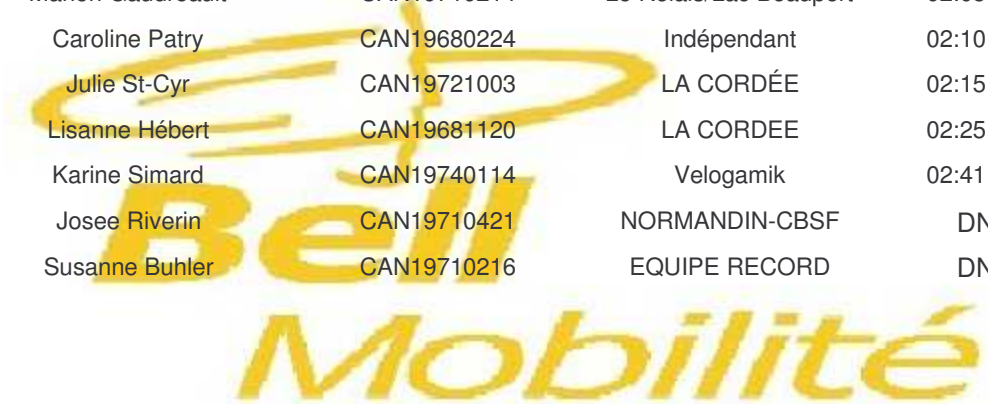 Caroline Patry CAN19680224 Indépendant 02:10
Julie St-Cyr CAN19721003 LA CORDÉE 02:15
Lisanne Hébert CAN19681120 LA CORDEE 02:25
Karine Simard CAN19740114 Velogamik 02:41
Josee Riverin CAN19710421 NORMANDIN-CBSF DN
Susanne Buhler CAN19710216 EQUIPE RECORD DN
Bell
Mobilité